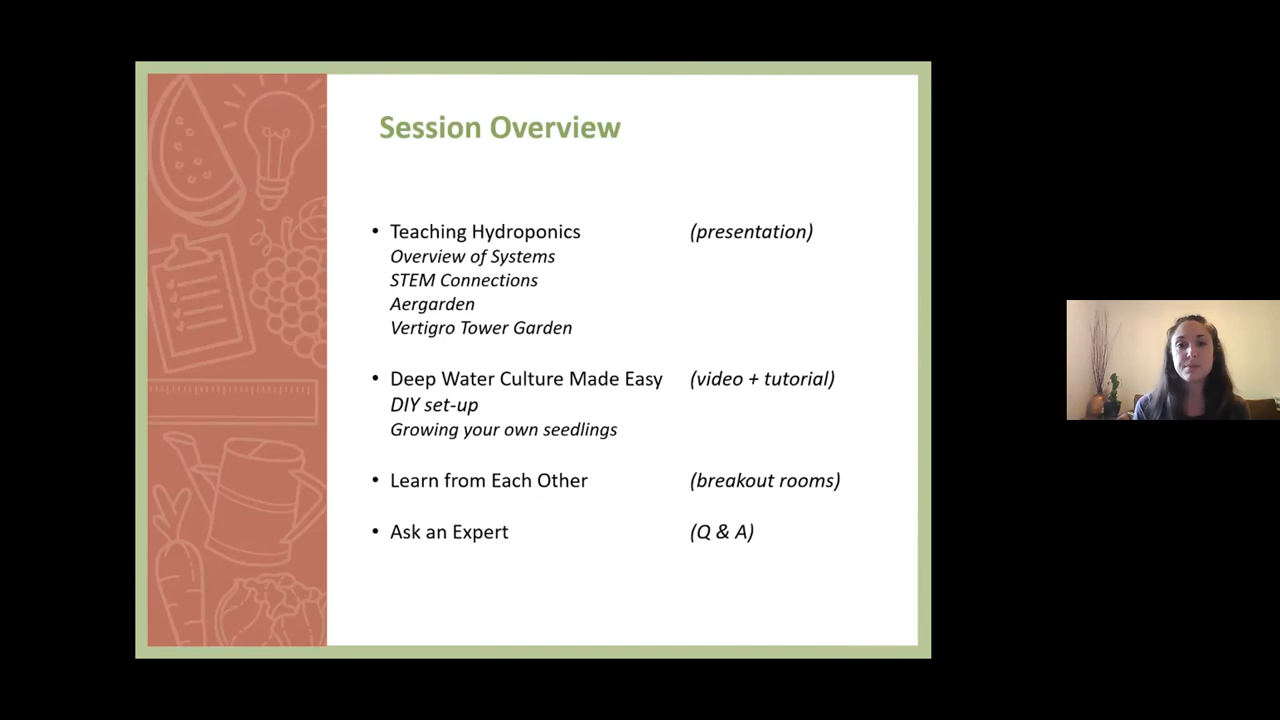 Session Overview
• Teaching Hydroponics (presentation)
Overview of Systems
STEM Connections
Aergarden
Vertigro Tower Garden
• Deep Water Culture Made Easy (video + tutorial)
DIY set-up
Growing your own seedlings
• Learn from Each Other (breakout rooms)
• Ask an Expert (Q & A)